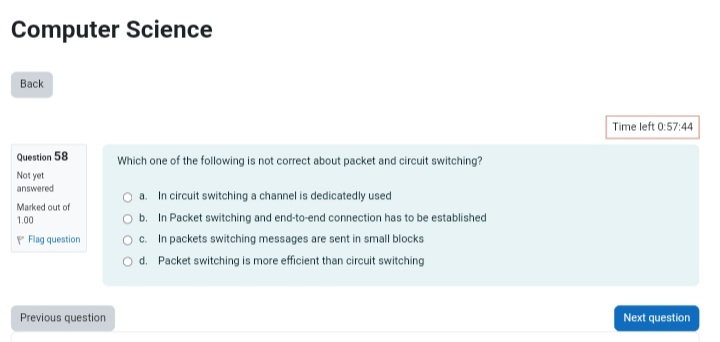 Computer Science
Back
Time left 0:57:44
Question 58
Not yet
answered
Marked out of
1.00
Flag question
Which one of the following is not correct about packet and circuit switching?
a. In circuit switching a channel is dedicatedly used
b. In Packet switching and end-to-end connection has to be established
c. In packets switching messages are sent in small blocks
d. Packet switching is more efficient than circuit switching
Previous question
Next question